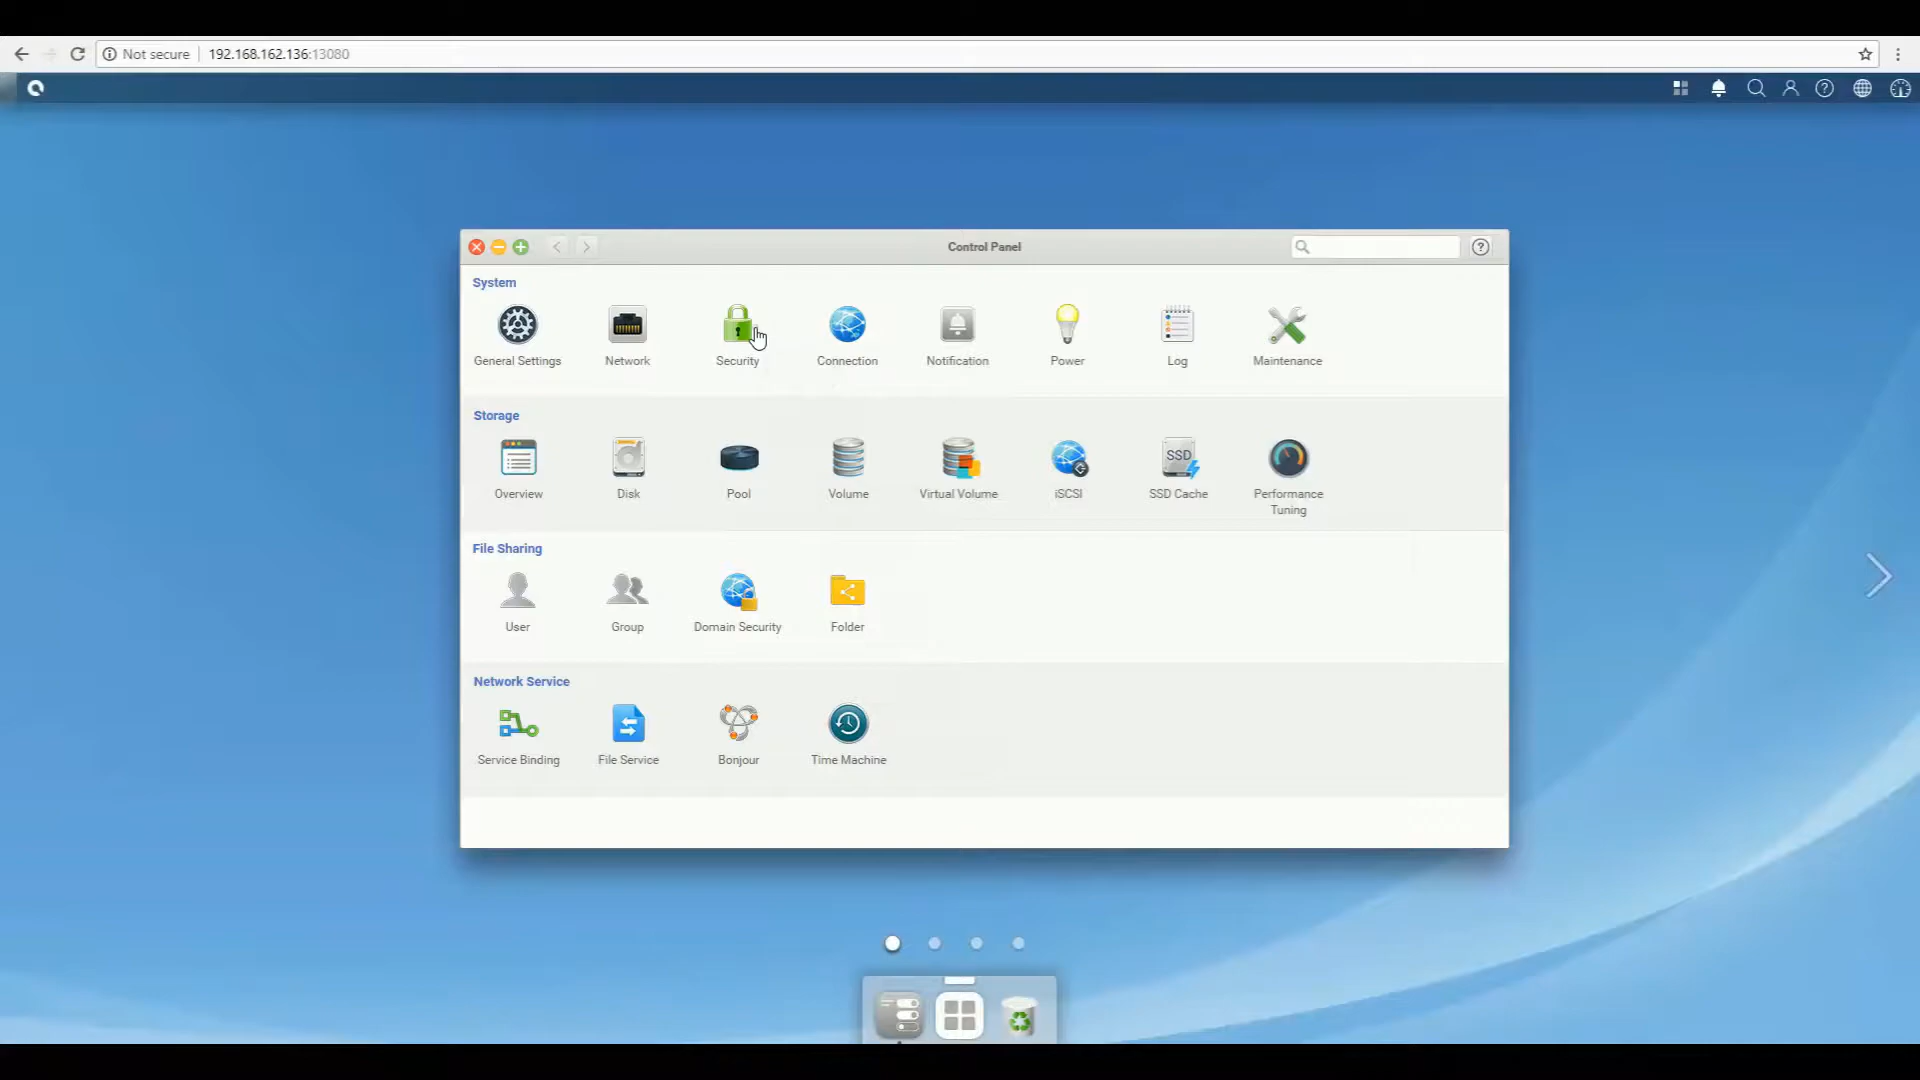 Not secure
192.168.162.136:13080
Control Panel
System
General Settings
Network
Security
Connection
Notification
Power
Log
Maintenance
Storage
Overview
Disk
Pool
Volume
Virtual Volume
iSCSI
SSD
SSD Cache
Performance
Tuning
File Sharing
User
Group
Domain Security
Folder
Network Service
Service Binding
File Service
Bonjour
Time Machine